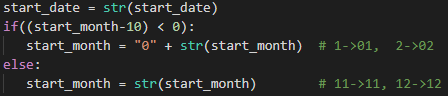 start_date = str(start_date)
if((start_month-10) < 0):
    start_month = "0" + str(start_month)  # 1->01,  2->02
else:
    start_month = str(start_month)        # 11->11, 12->12